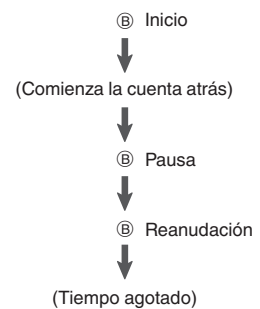 Ⓑ Inicio
(Comienza la cuenta atrás)
Ⓑ Pausa
Ⓑ Reanudación
(Tiempo agotado)